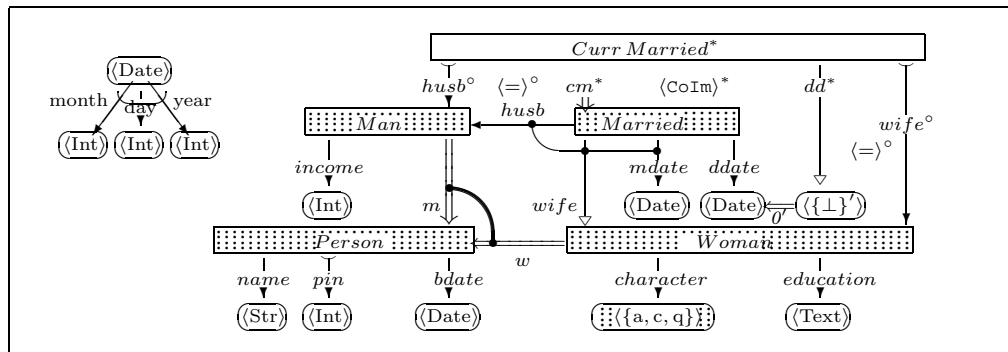 Curr Married*
⟨Date⟩
husb° ⟨=⟩° cm* ⟨CoIm⟩* dd*
month day year
husb
Man Married wife°
⟨Int⟩ ⟨Int⟩ ⟨Int⟩
⟨=⟩°
income mdate ddate
m wife
⟨Int⟩ ⟨Date⟩ ⟨Date⟩ ⟨{⊥}′⟩
0′
Person Woman
w
name pin bdate character education
⟨Str⟩ ⟨Int⟩ ⟨Date⟩ ⟨{a, c, q}⟩ ⟨Text⟩